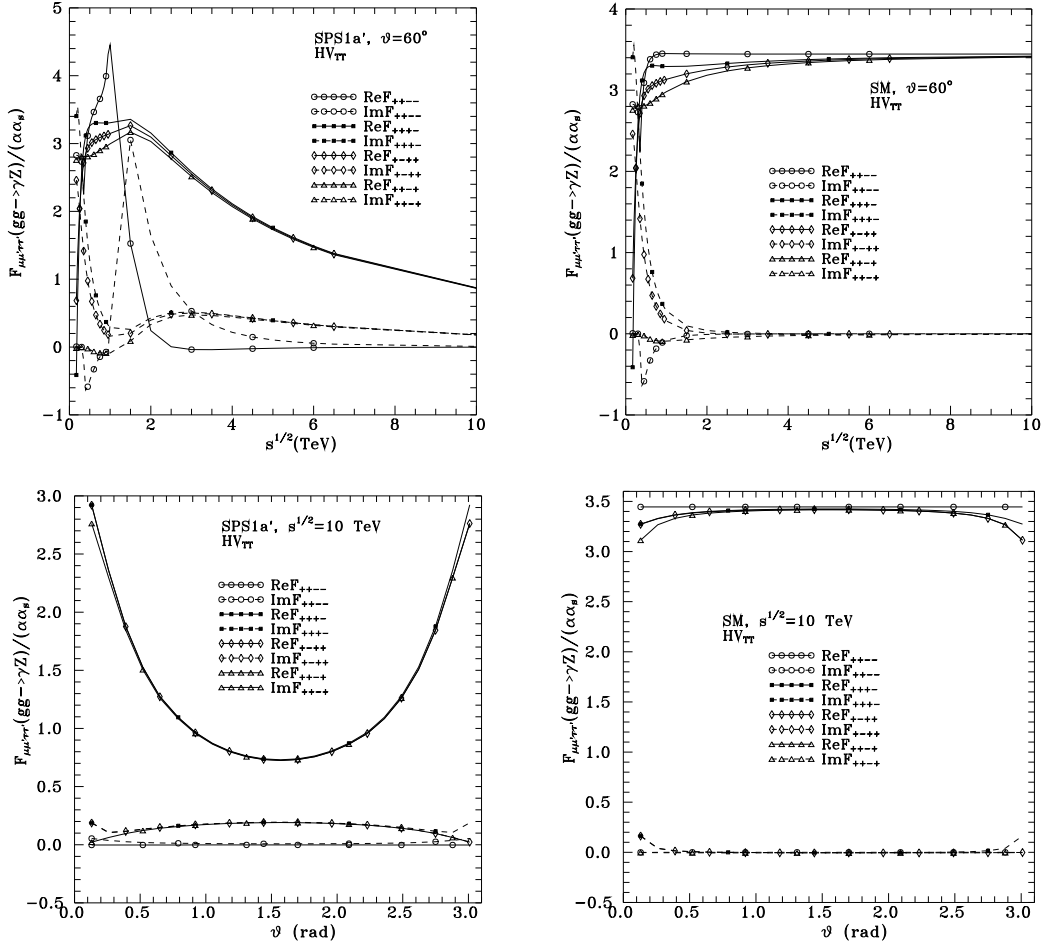 5
4
3
2
1
0
−1
F_μμ'ττ'(gg−>γZ)/(αα_s)
SPS1a', ϑ=60°
HV_TT
ReF_++−−
ImF_++−−
ReF_+++−
ImF_+++−
ReF_+−++
ImF_+−++
ReF_++−+
ImF_++−+
0 2 4 6 8 10
s^1/2(TeV)
4
3
2
1
0
−1
F_μμ'ττ'(gg−>γZ)/(αα_s)
SM, ϑ=60°
HV_TT
ReF_++−−
ImF_++−−
ReF_+++−
ImF_+++−
ReF_+−++
ImF_+−++
ReF_++−+
ImF_++−+
0 2 4 6 8 10
s^1/2(TeV)
3.0
2.5
2.0
1.5
1.0
0.5
0.0
−0.5
F_μμ'ττ'(gg−>γZ)/(αα_s)
SPS1a', s^1/2=10 TeV
HV_TT
ReF_++−−
ImF_++−−
ReF_+++−
ImF_+++−
ReF_+−++
ImF_+−++
ReF_++−+
ImF_++−+
0.0 0.5 1.0 1.5 2.0 2.5 3.0
ϑ (rad)
3.5
3.0
2.5
2.0
1.5
1.0
0.5
0.0
−0.5
F_μμ'ττ'(gg−>γZ)/(αα_s)
SM, s^1/2=10 TeV
HV_TT
ReF_++−−
ImF_++−−
ReF_+++−
ImF_+++−
ReF_+−++
ImF_+−++
ReF_++−+
ImF_++−+
0.0 0.5 1.0 1.5 2.0 2.5 3.0
ϑ (rad)